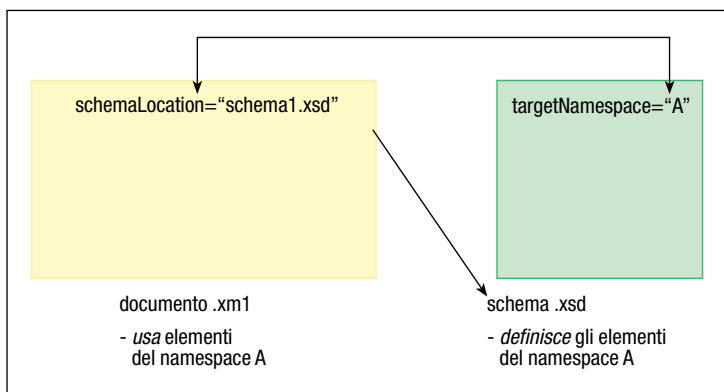 schemaLocation=“schema1.xsd”
targetNamespace=“A”
documento .xm1
- usa elementi
del namespace A
schema .xsd
- definisce gli elementi
del namespace A